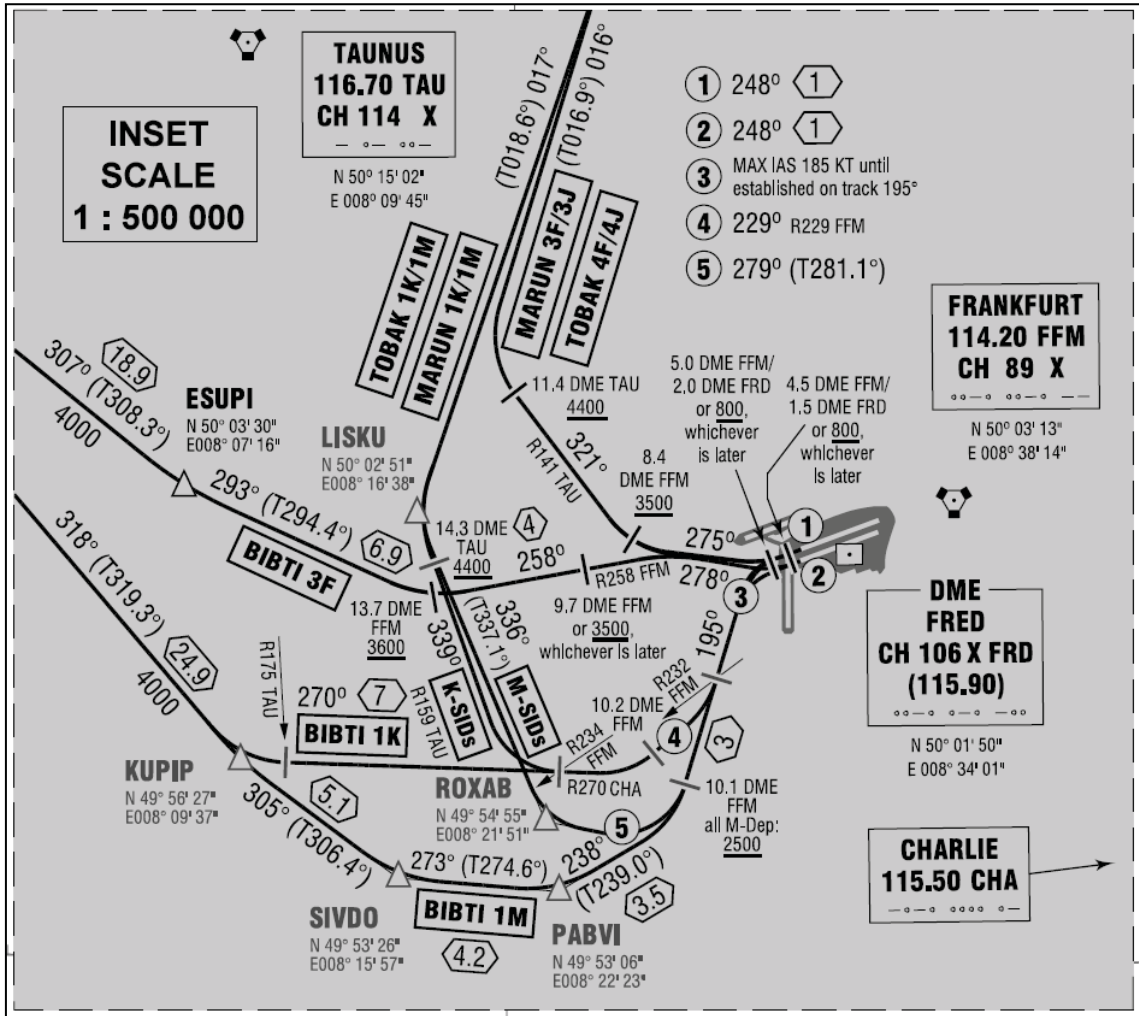 TAUNUS
116.70 TAU
CH 114 X
N 50° 15' 02"
E 008° 09' 45"
INSET
SCALE
1 : 500 000
(T018.6°) 017°
(T016.9°) 016°
1 248° 1
2 248° 1
3 MAX IAS 185 KT until
established on track 195°
4 229° R229 FFM
5 279° (T281.1°)
TOBAK 1K/1M
MARUN 1K/1M
MARUN 3F/3J
TOBAK 4F/4J
FRANKFURT
114.20 FFM
CH 89 X
N 50° 03' 13"
E 008° 38' 14"
5.0 DME FFM/
2.0 DME FRD
or 800,
whichever
is later
4.5 DME FFM/
1.5 DME FRD
or 800,
whichever
is later
11.4 DME TAU
4400
321°
R141 TAU
8.4
DME FFM
3500
18.9
307° (T308.3°)
4000
ESUPI
N 50° 03' 30"
E008° 07' 16"
LISKU
N 50° 02' 51"
E008° 16' 38"
293° (T294.4°)
6.9
BIBTI 3F
14.3 DME
TAU
4400
4
258°
R258 FFM
275°
278°
1
2
3
9.7 DME FFM
or 3500,
whichever is later
13.7 DME
FFM
3600
339°
R159 TAU
336°
(T337.1°)
K-SIDs
M-SIDs
195°
R232
FFM
DME
FRED
CH 106 X FRD
(115.90)
N 50° 01' 50"
E 008° 34' 01"
318° (T319.3°)
24.9
4000
R175 TAU
270° 7
BIBTI 1K
R234
FFM
10.2 DME
FFM
4
3
R270 CHA
KUPIP
N 49° 56' 27"
E008° 09' 37"
ROXAB
N 49° 54' 55"
E008° 21' 51"
5
10.1 DME
FFM
all M-Dep:
2500
5.1
305° (T306.4°)
273° (T274.6°)
238°
(T239.0°)
3.5
CHARLIE
115.50 CHA
SIVDO
N 49° 53' 26"
E008° 15' 57"
BIBTI 1M
4.2
PABVI
N 49° 53' 06"
E008° 22' 23"